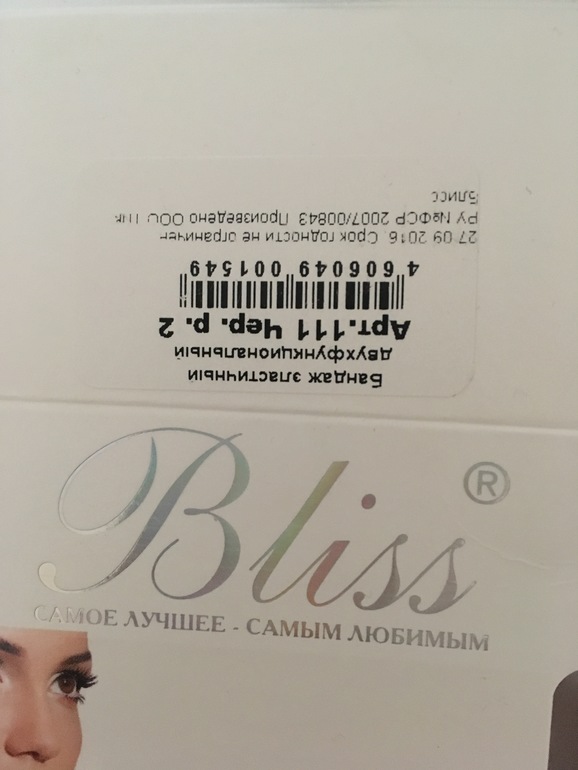 Бандаж эластичный
двухфункциональный
Арт.111 Чер. р. 2
4 606049 001549
27 09 2016. Срок годности не ограничен
РУ №ФСР 2007/00843 Произведено ООО
Блисс
Bliss ®
САМОЕ ЛУЧШЕЕ - САМЫМ ЛЮБИМЫМ